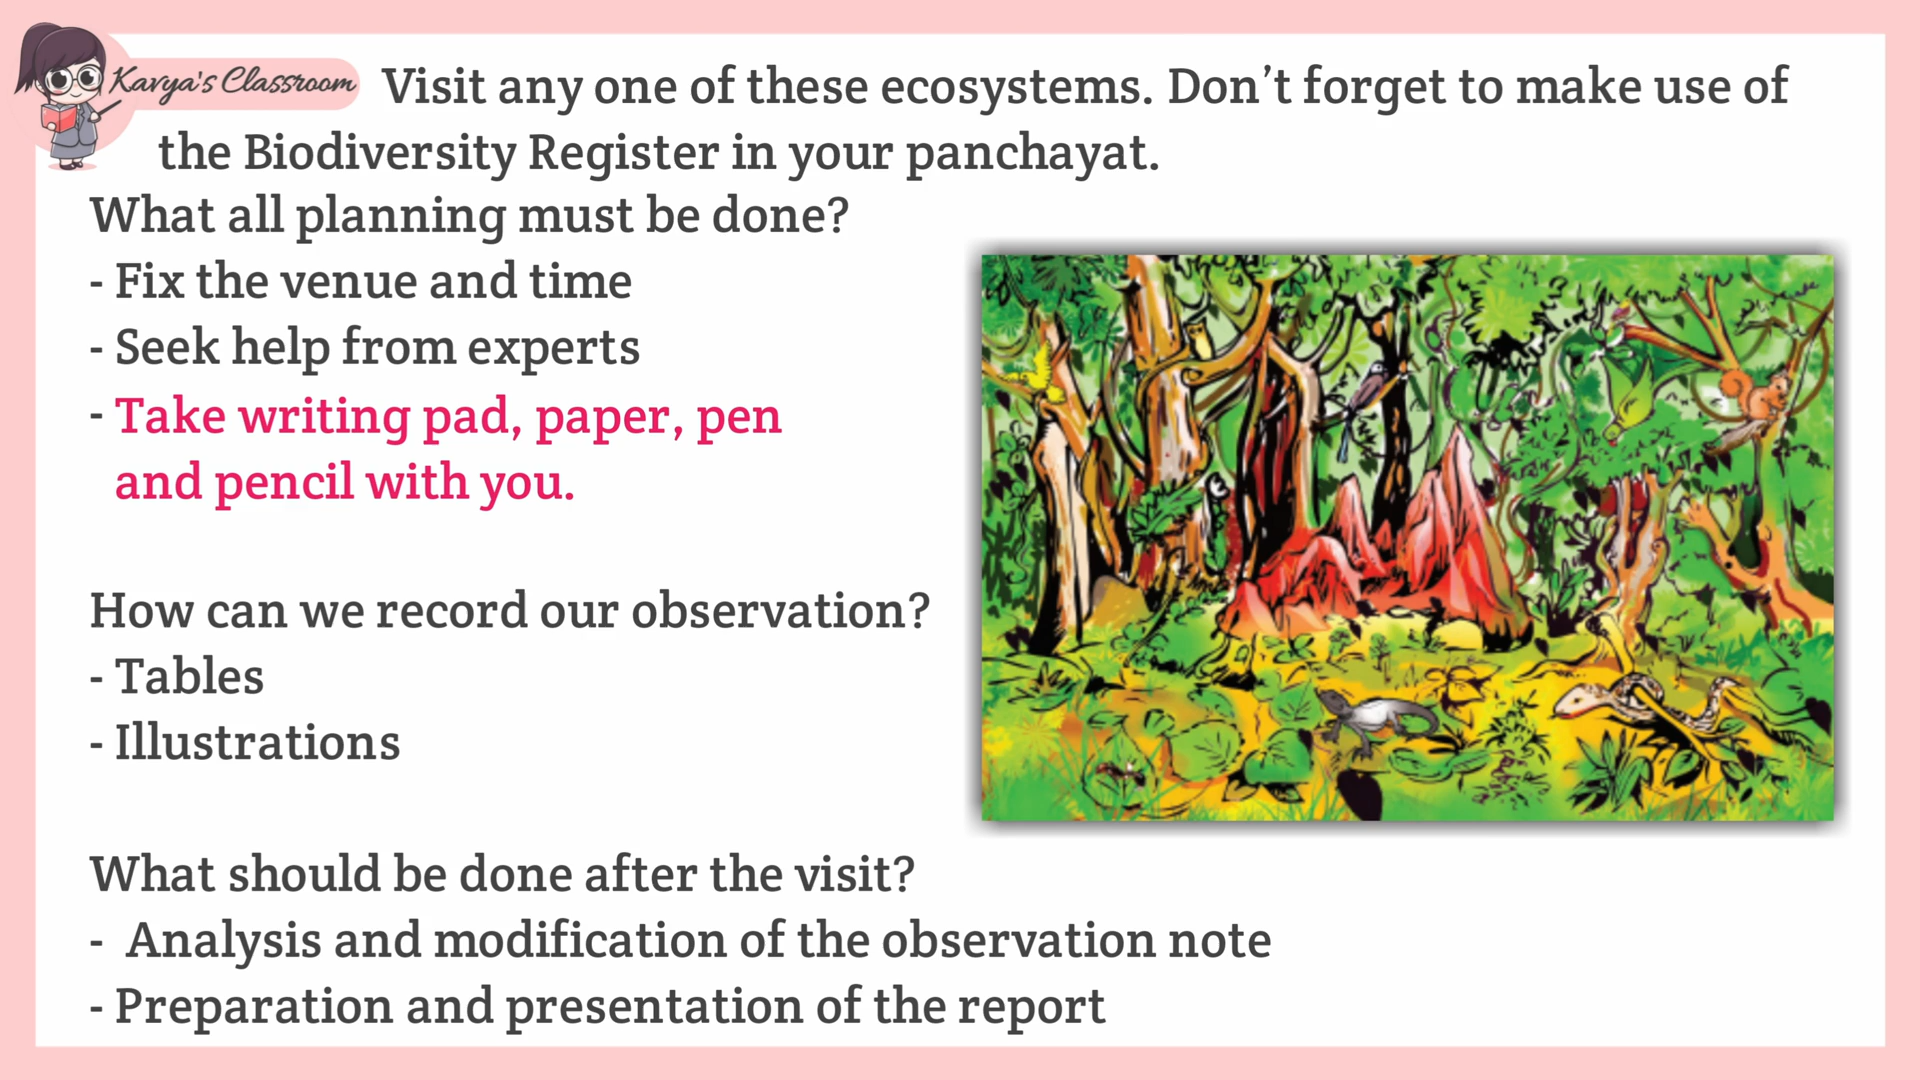 Karya's Classroom
Visit any one of these ecosystems. Don’t forget to make use of
the Biodiversity Register in your panchayat.
What all planning must be done?
- Fix the venue and time
- Seek help from experts
- Take writing pad, paper, pen
and pencil with you.
How can we record our observation?
- Tables
- Illustrations
What should be done after the visit?
- Analysis and modification of the observation note
- Preparation and presentation of the report